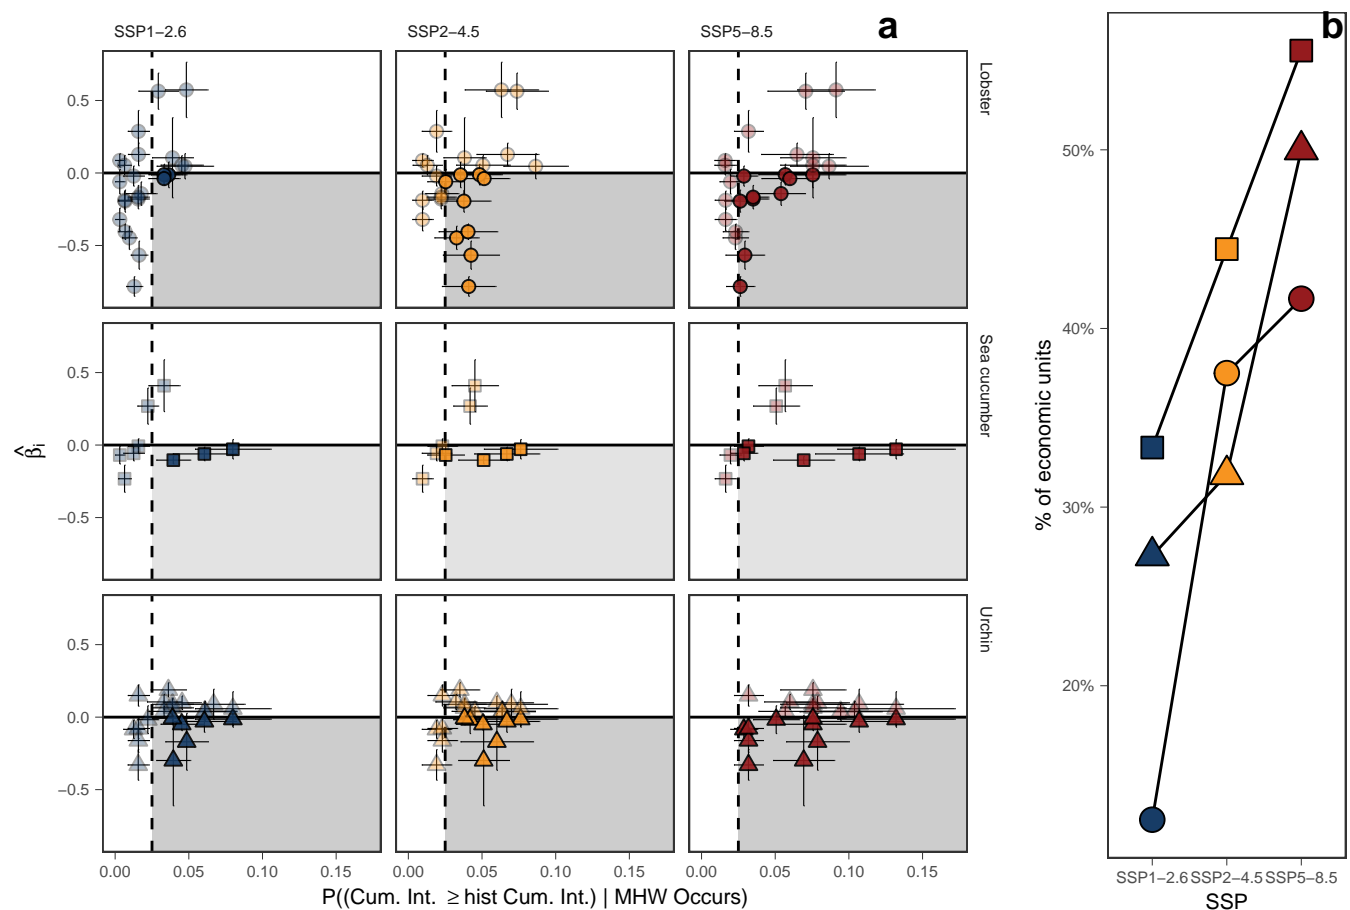 SSP1−2.6
SSP2−4.5
SSP5−8.5
a
b
Lobster
0.5
0.0
−0.5
Sea cucumber
0.5
0.0
−0.5
Urchin
0.5
0.0
−0.5
β̂i
0.00 0.05 0.10 0.15
0.00 0.05 0.10 0.15
0.00 0.05 0.10 0.15
P((Cum. Int. ≥ hist Cum. Int.) | MHW Occurs)
50%
40%
30%
20%
% of economic units
SSP1−2.6 SSP2−4.5 SSP5−8.5
SSP